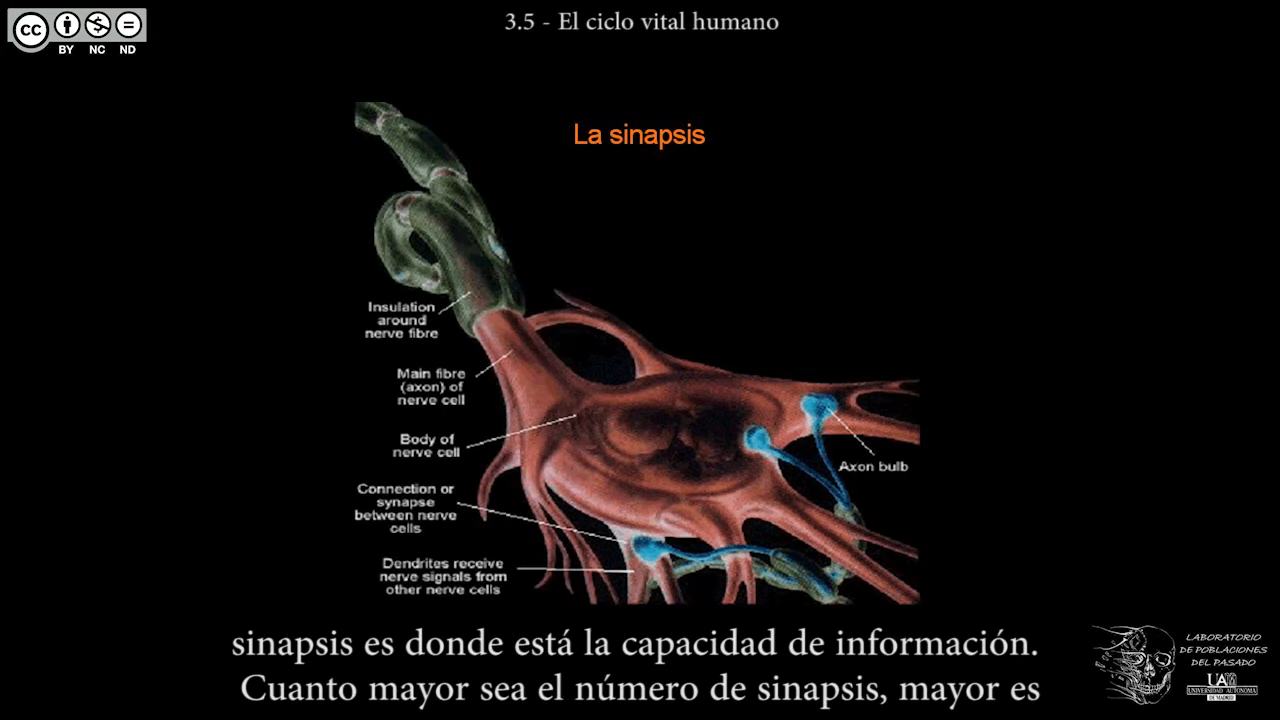 3.5 - El ciclo vital humano
cc
BY NC ND
La sinapsis
Insulation
around
nerve fibre
Main fibre
(axon) of
nerve cell
Body of
nerve cell
Axon bulb
Connection or
synapse
between nerve
cells
Dendrites receive
nerve signals from
other nerve cells
sinapsis es donde está la capacidad de información.
Cuanto mayor sea el número de sinapsis, mayor es
LABORATORIO
DE POBLACIONES
DEL PASADO
UAM
UNIVERSIDAD AUTONOMA
DE MADRID